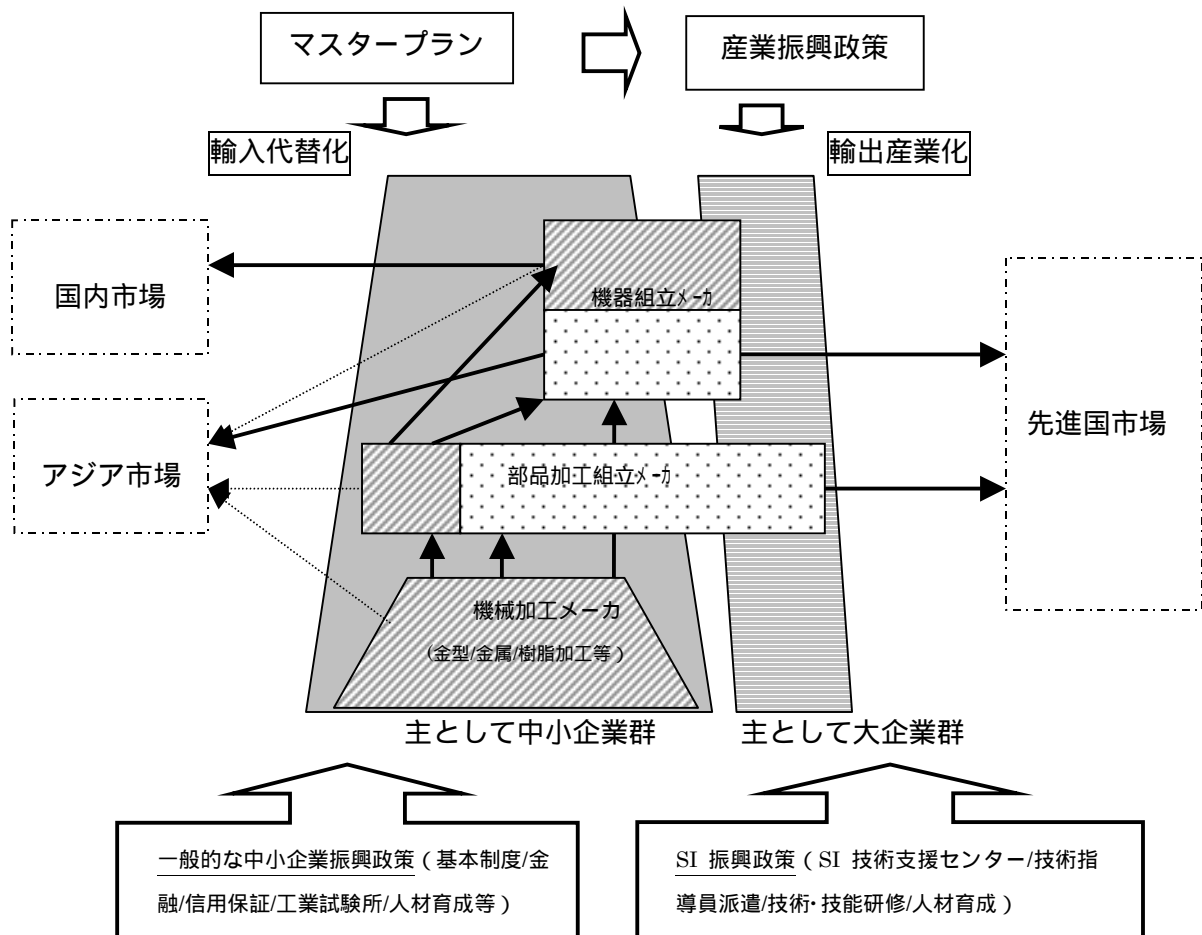 マスタープラン
産業振興政策
輸入代替化
輸出産業化
国内市場
機器組立ﾒｰｶ
アジア市場
先進国市場
部品加工組立ﾒｰｶ
機械加工メーカ
(金型/金属/樹脂加工等）
主として中小企業群
主として大企業群
一般的な中小企業振興政策（基本制度/金
融/信用保証/工業試験所/人材育成等）
SI 振興政策（SI 技術支援センター/技術指
導員派遣/技術･技能研修/人材育成）